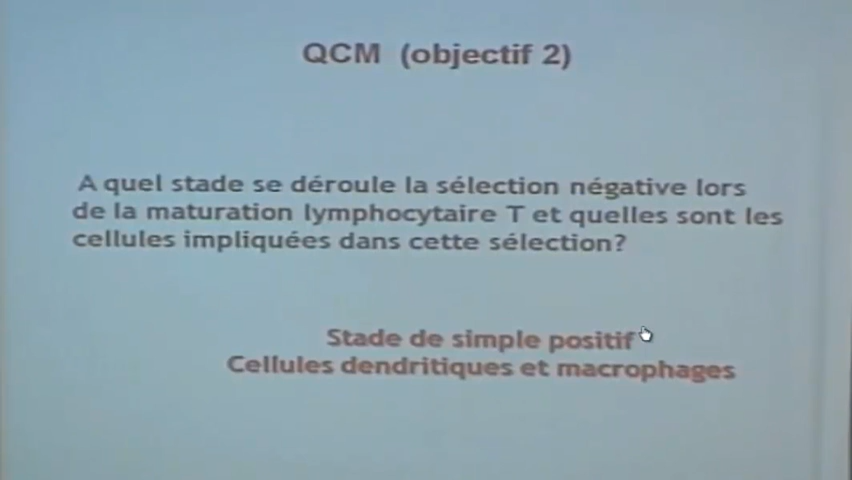 QCM (objectif 2)
A quel stade se déroule la sélection négative lors
de la maturation lymphocytaire T et quelles sont les
cellules impliquées dans cette sélection?
Stade de simple positif
Cellules dendritiques et macrophages